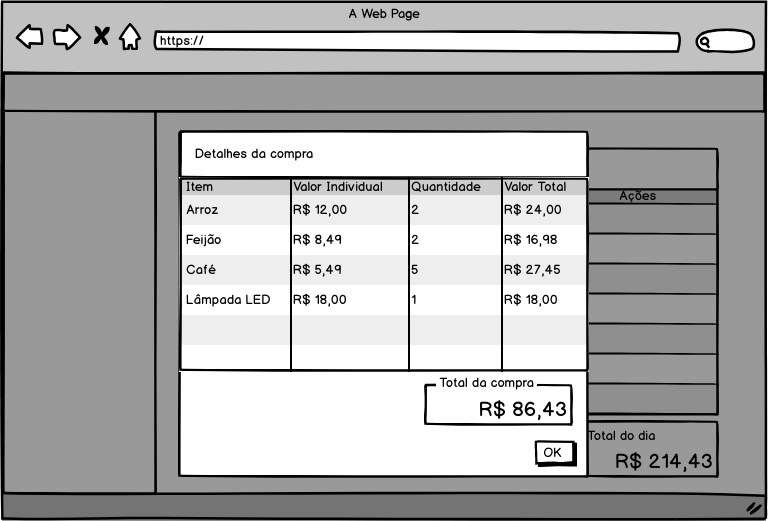 A Web Page
https://
Detalhes da compra
Item Valor Individual Quantidade Valor Total
Ações
Arroz R$ 12,00 2 R$ 24,00
Feijão R$ 8,49 2 R$ 16,98
Café R$ 5,49 5 R$ 27,45
Lâmpada LED R$ 18,00 1 R$ 18,00
Total da compra
R$ 86,43
OK
Total do dia
R$ 214,43